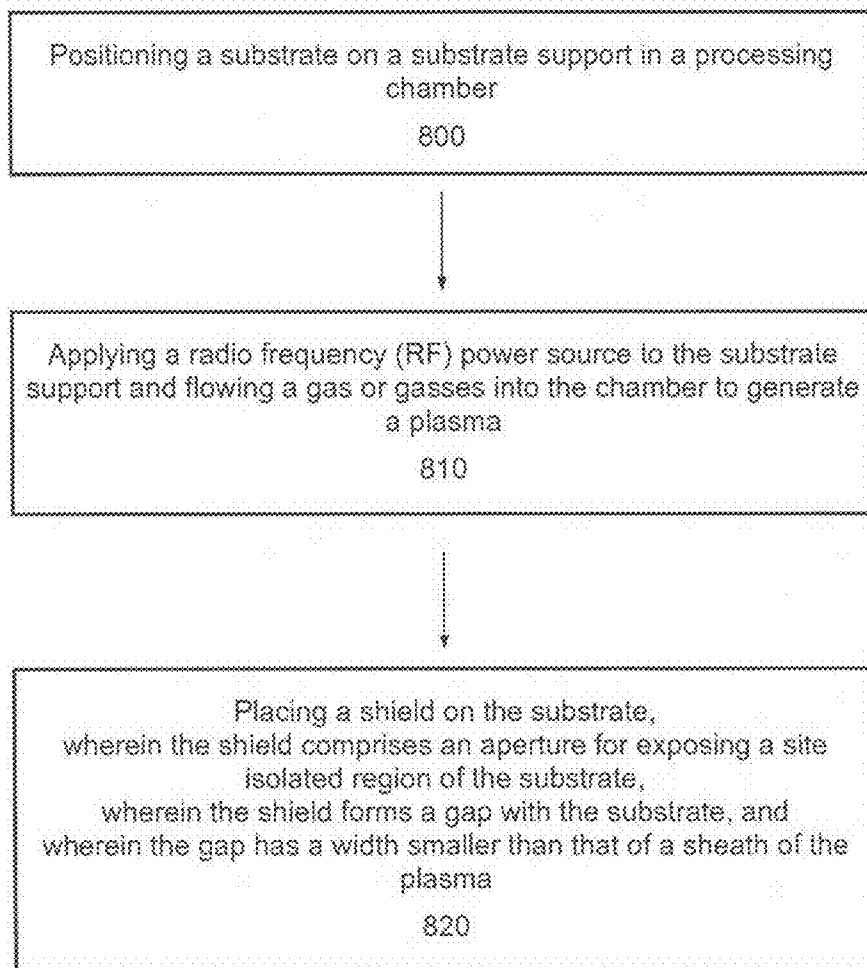 Positioning a substrate on a substrate support in a processing
chamber
800
Applying a radio frequency (RF) power source to the substrate
support and flowing a gas or gasses into the chamber to generate
a plasma
810
Placing a shield on the substrate,
wherein the shield comprises an aperture for exposing a site
isolated region of the substrate,
wherein the shield forms a gap with the substrate, and
wherein the gap has a width smaller than that of a sheath of the
plasma
820